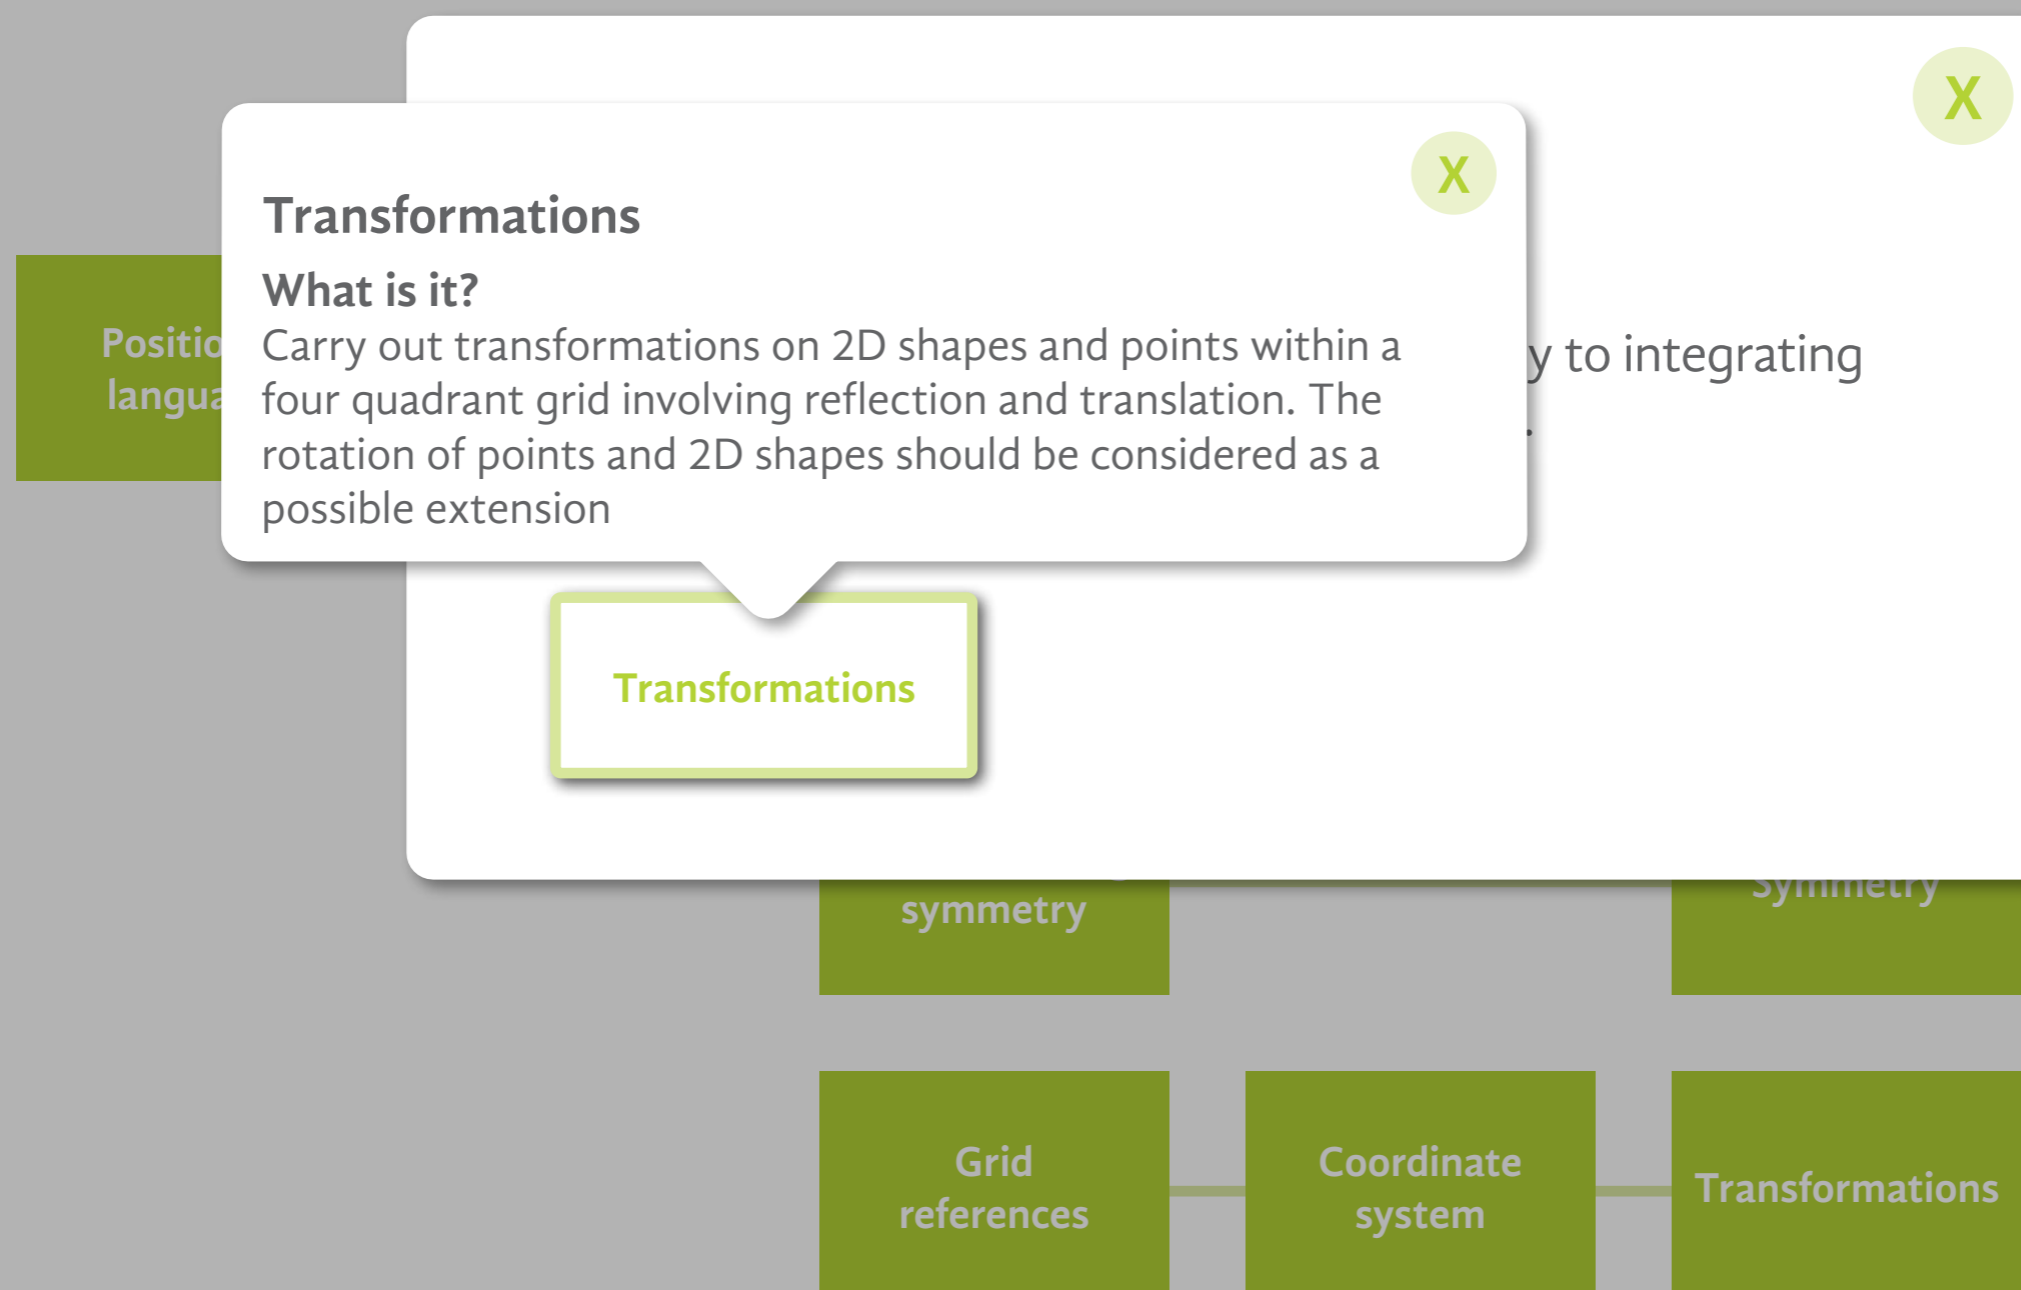 X
X
Transformations
What is it?
Carry out transformations on 2D shapes and points within a
four quadrant grid involving reflection and translation. The
rotation of points and 2D shapes should be considered as a
possible extension
y to integrating
.
Transformations
symmetry
Symmetry
Grid
references
Coordinate
system
Transformations